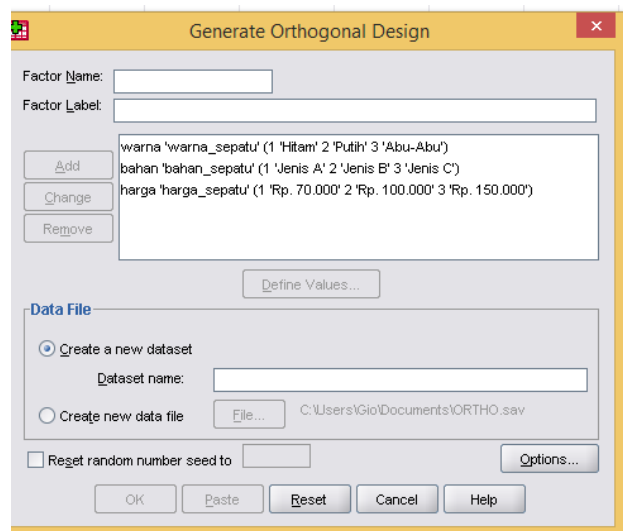 Generate Orthogonal Design
Factor Name:
Factor Label:
warna 'warna_sepatu' (1 'Hitam' 2 'Putih' 3 'Abu-Abu')
bahan 'bahan_sepatu' (1 'Jenis A' 2 'Jenis B' 3 'Jenis C')
harga 'harga_sepatu' (1 'Rp. 70.000' 2 'Rp. 100.000' 3 'Rp. 150.000')
Add
Change
Remove
Define Values...
Data File
Create a new dataset
Dataset name:
Create new data file File... C:\Users\Gio\Documents\ORTHO.sav
Reset random number seed to Options...
OK Paste Reset Cancel Help